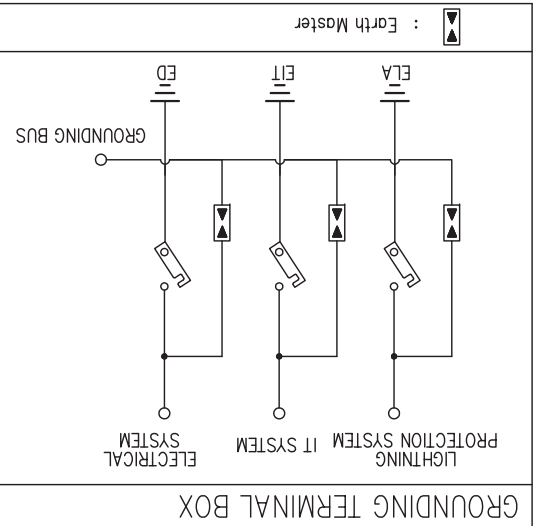 GROUNDING TERMINAL BOX
LIGHTNING
PROTECTION SYSTEM
IT SYSTEM
ELECTRICAL
SYSTEM
GROUNDING BUS
ELA
EIT
ED
: Earth Master